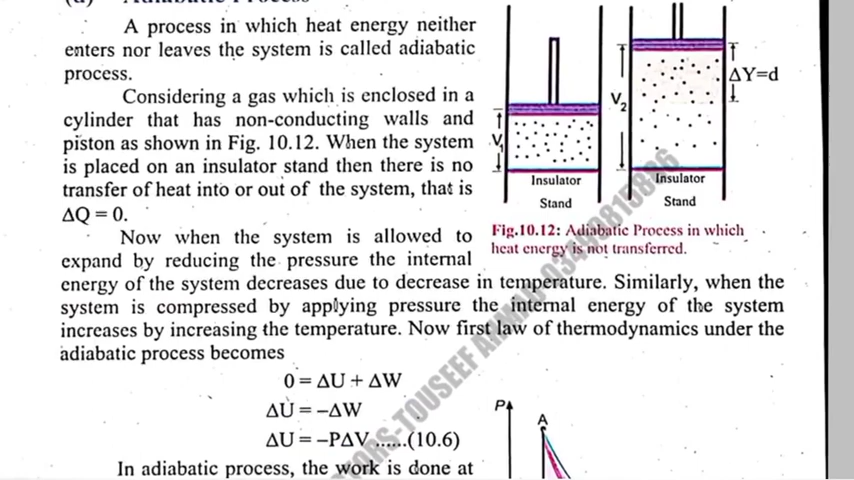 A process in which heat energy neither
enters nor leaves the system is called adiabatic
process.
Considering a gas which is enclosed in a
cylinder that has non-conducting walls and
piston as shown in Fig. 10.12. When the system
is placed on an insulator stand then there is no
transfer of heat into or out of the system, that is
ΔQ = 0.
V₁
Insulator
Stand
V₂
ΔY=d
Insulator
Stand
Fig.10.12: Adiabatic Process in which
heat energy is not transferred.
Now when the system is allowed to
expand by reducing the pressure the internal
energy of the system decreases due to decrease in temperature. Similarly, when the
system is compressed by applying pressure the internal energy of the system
increases by increasing the temperature. Now first law of thermodynamics under the
adiabatic process becomes
0 = ΔU + ΔW
ΔU = −ΔW
ΔU = −PΔV ......(10.6)
In adiabatic process, the work is done at
P
A